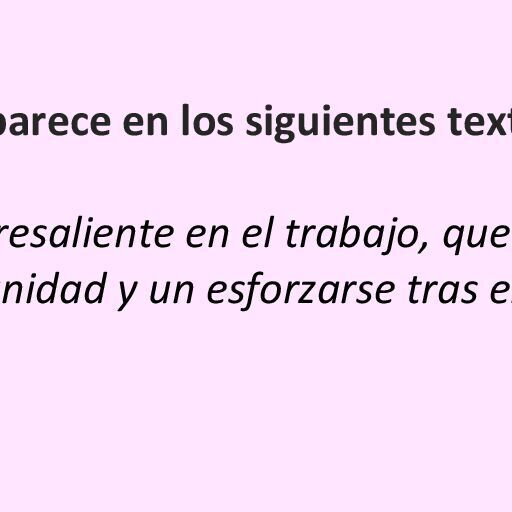 parece en los siguientes text
resaliente en el trabajo, que
nidad y un esforzarse tras e